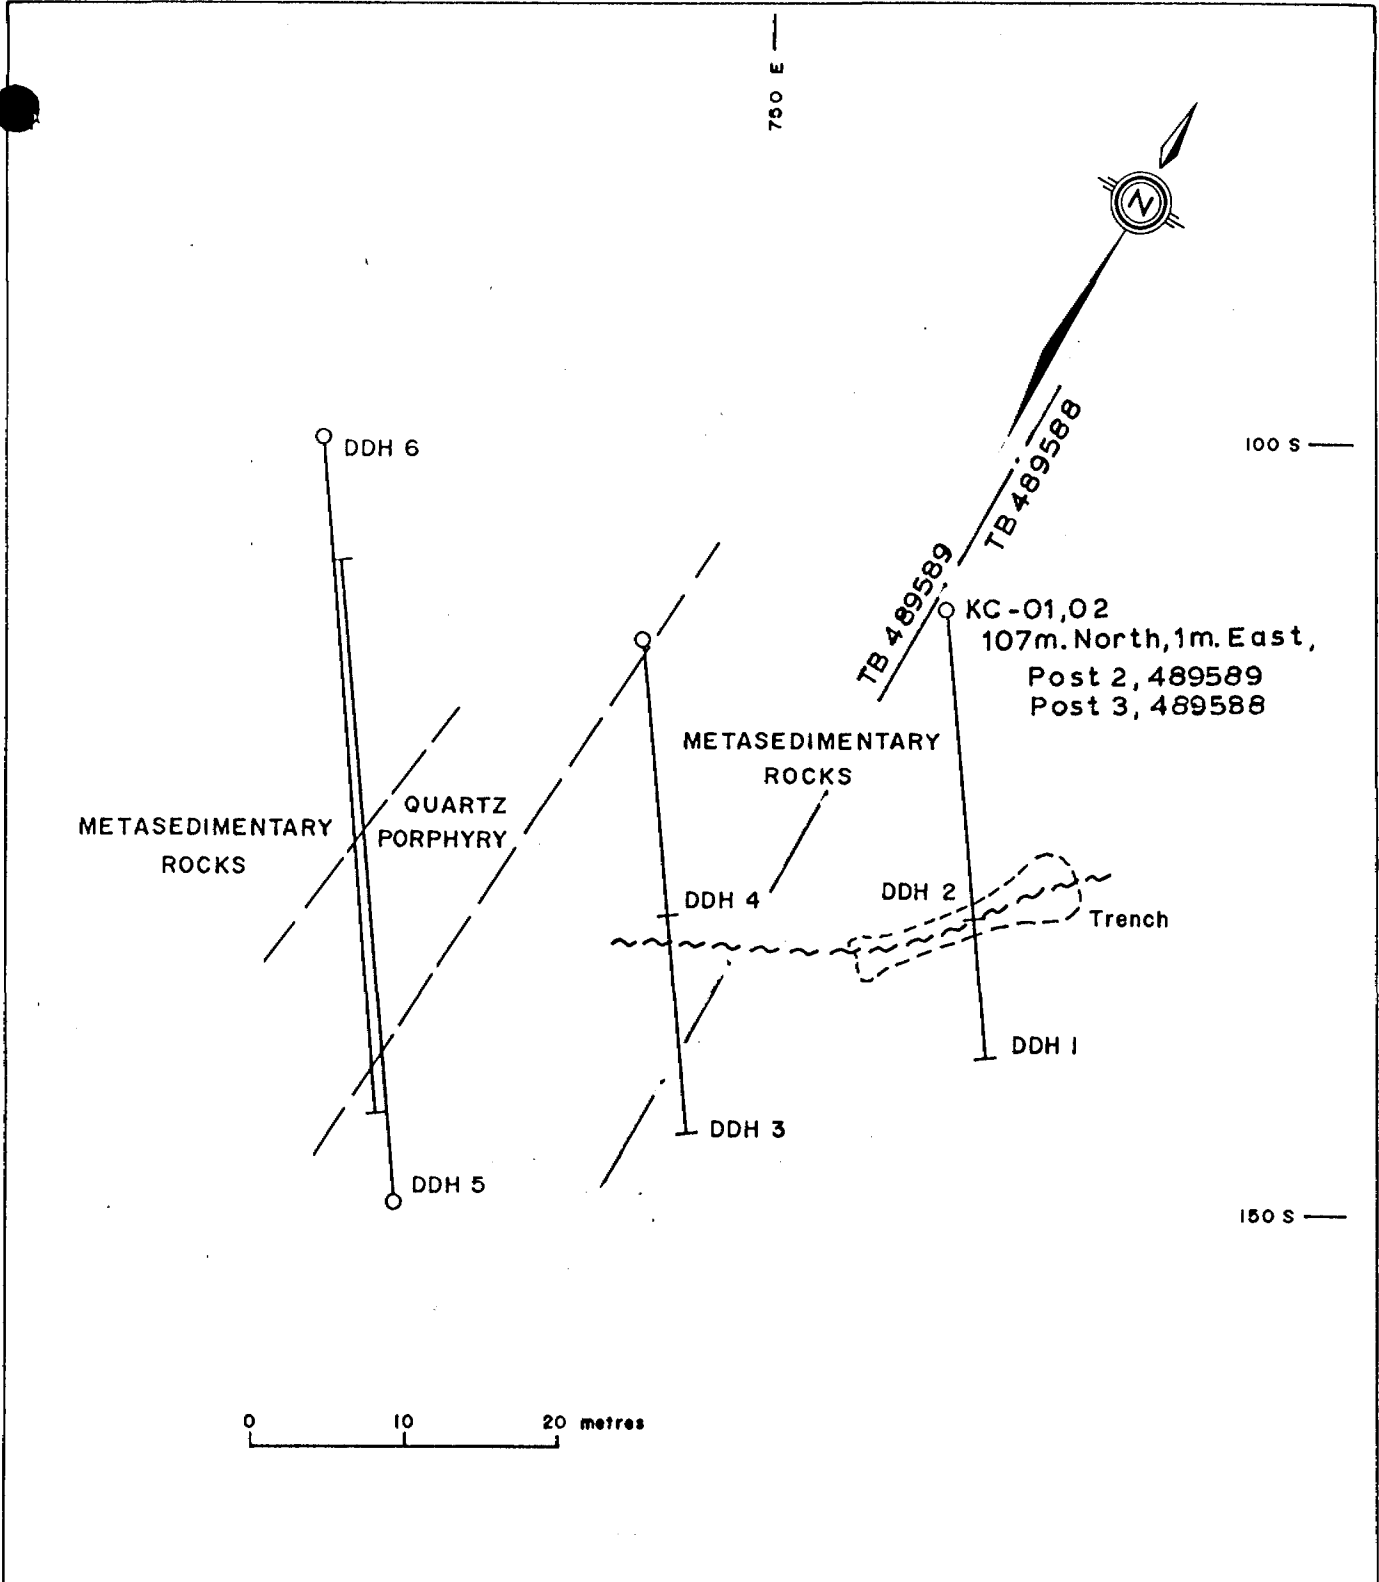 750 E
N
DDH 6
100 S
TB 489588
TB 489589
KC-01,02
107m. North, 1m. East,
Post 2, 489589
Post 3, 489588
METASEDIMENTARY
ROCKS
QUARTZ
PORPHYRY
METASEDIMENTARY
ROCKS
DDH 4
DDH 2
Trench
DDH 1
DDH 3
DDH 5
150 S
0 10 20 metres